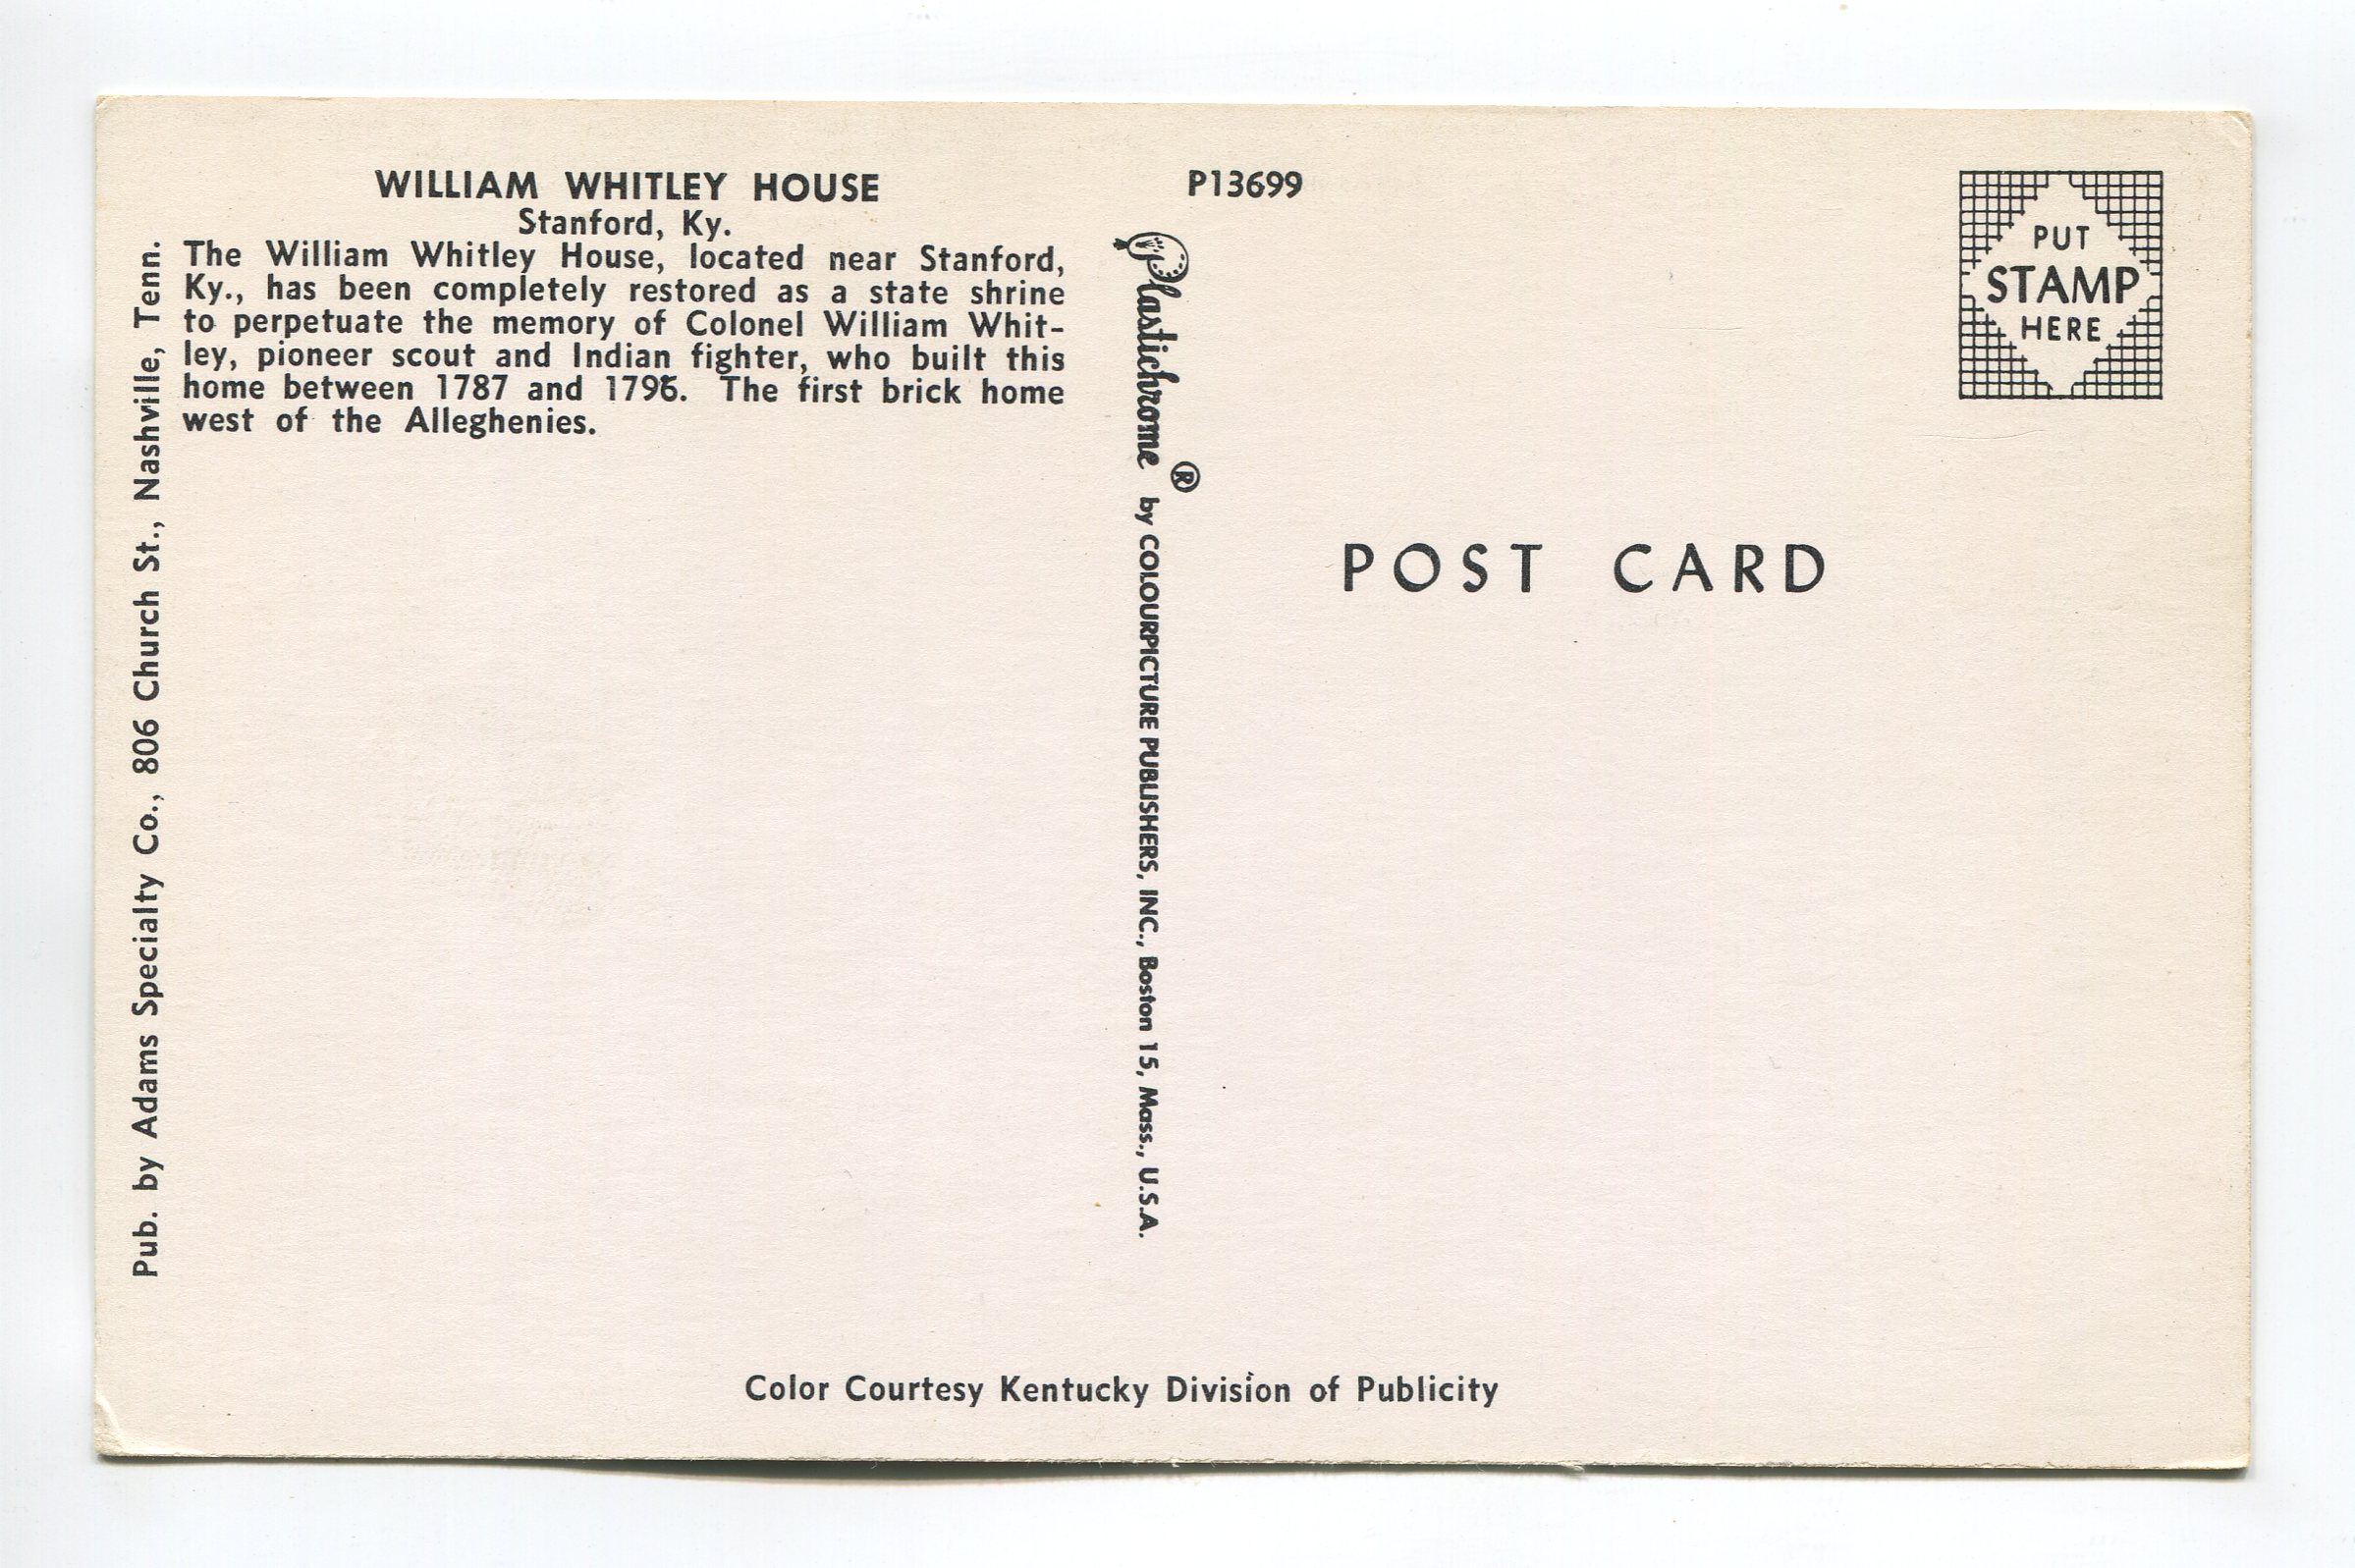 WILLIAM WHITLEY HOUSE
Stanford, Ky.
The William Whitley House, located near Stanford,
Ky., has been completely restored as a state shrine
to perpetuate the memory of Colonel William Whit-
ley, pioneer scout and Indian fighter, who built this
home between 1787 and 1796. The first brick home
west of the Alleghenies.
Pub. by Adams Specialty Co., 806 Church St., Nashville, Tenn.
P13699
Plastichrome ® by COLOURPICTURE PUBLISHERS, INC., Boston 15, Mass., U.S.A.
PUT
STAMP
HERE
POST CARD
Color Courtesy Kentucky Division of Publicity